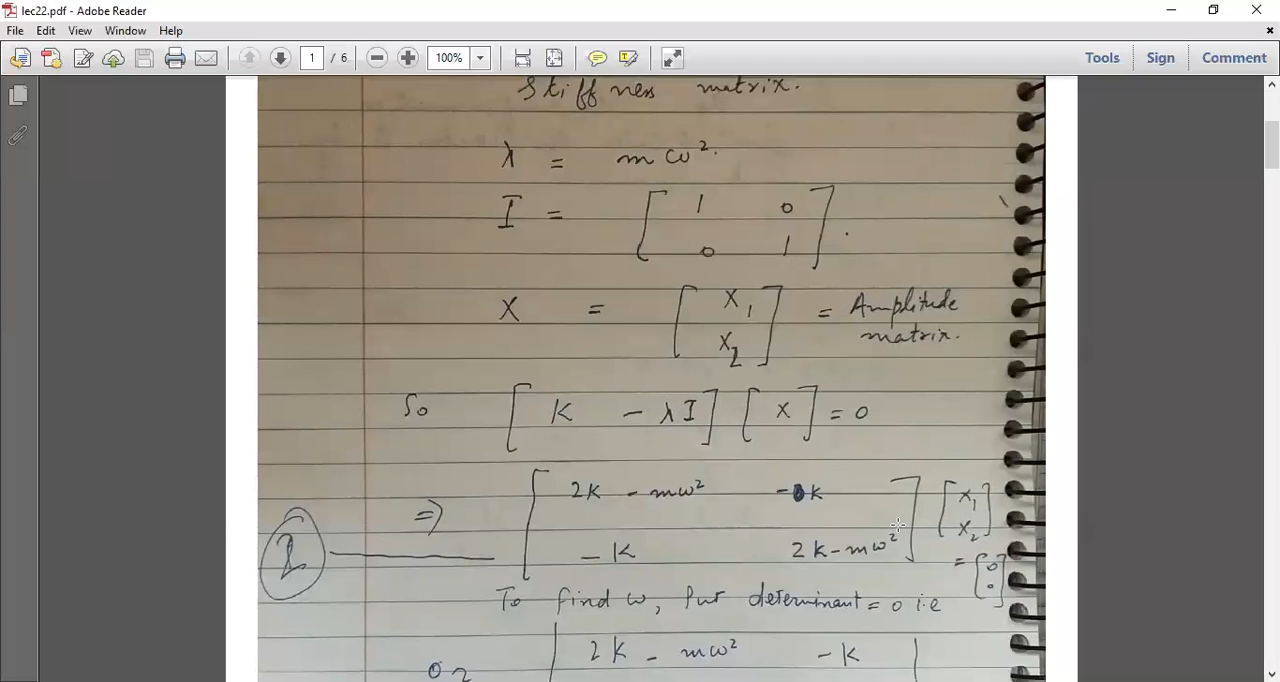 lec22.pdf - Adobe Reader
File Edit View Window Help
1 / 6 100% Tools Sign Comment
Stiffness matrix.
λ = mω².
I = [ 1 0
0 1 ].
X = [ X₁
X₂ ] = Amplitude
matrix.
So [ K - λI ] [ X ] = 0
=> [ 2K - mω² -K
-K 2K - mω² ] [ X₁
X₂ ]
= [ 0
0 ]
To find ω, Put determinant = 0 i.e
| 2K - mω² - K |